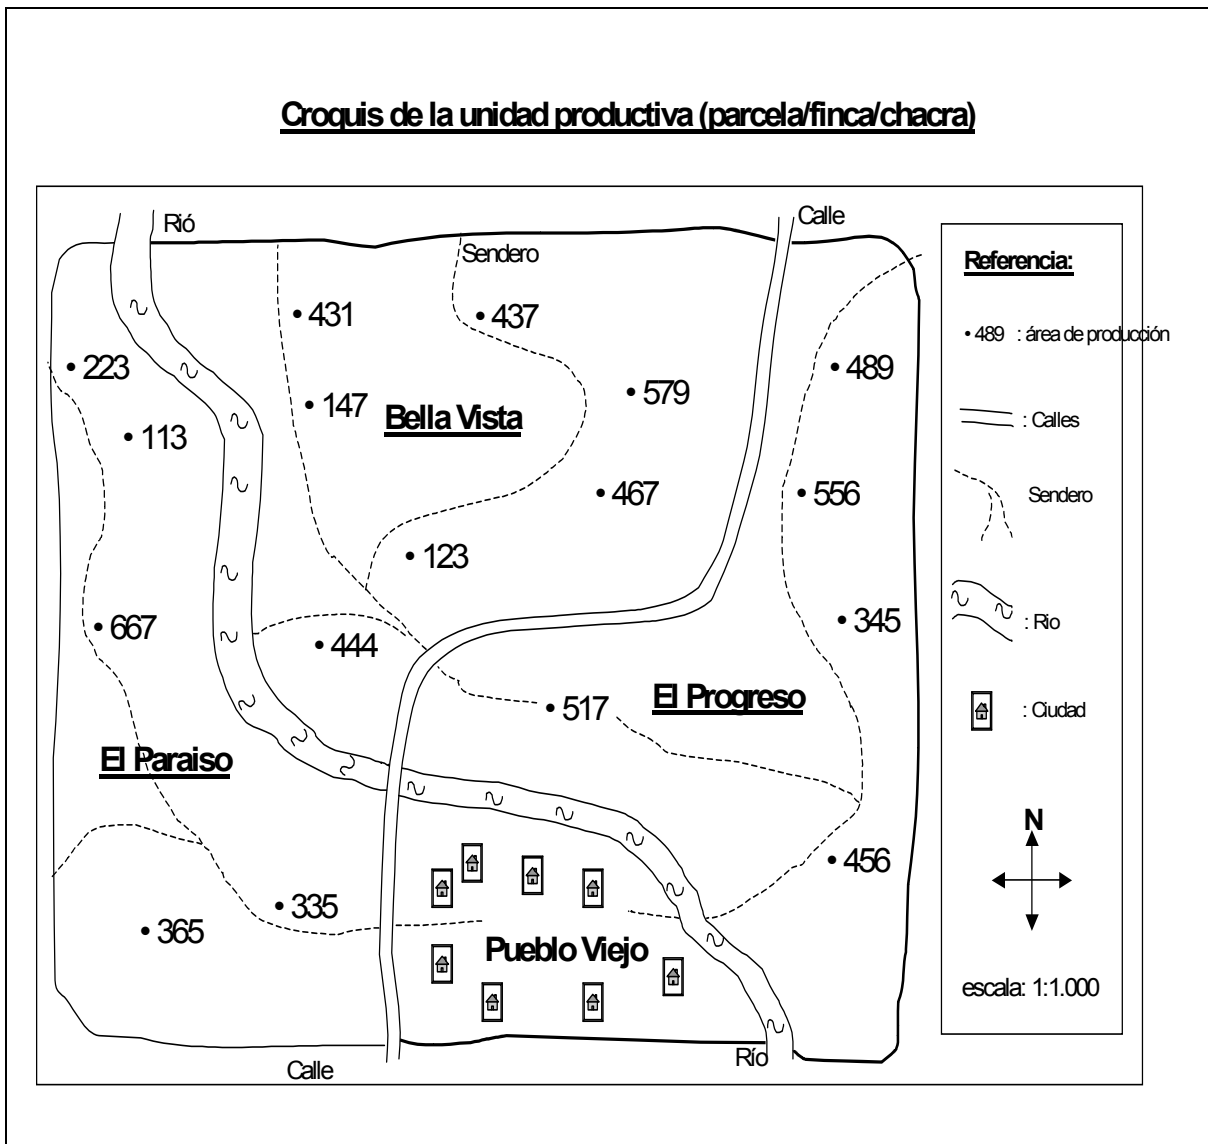 Croquis de la unidad productiva (parcela/finca/chacra)
Rió
Calle
Sendero
• 431
• 437
• 223
• 147
Bella Vista
• 579
• 489
• 113
• 467
• 556
• 123
• 667
• 444
• 345
• 517
El Progreso
El Paraiso
• 456
• 335
• 365
Pueblo Viejo
Calle
Río
Referencia:
• 489 : área de producción
: Calles
Sendero
: Rio
: Ciudad
N
escala: 1:1.000